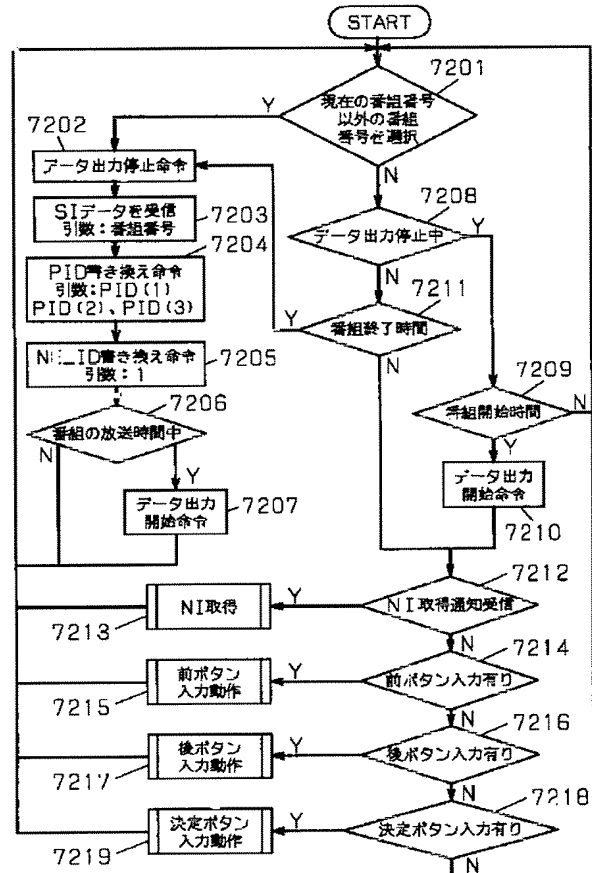 START
7201
現在の番組番号
以外の番組
番号を選択
Y
N
7202
データ出力停止命令
SIデータを受信
引数：番組番号
7203
7204
PID書き換え命令
引数：PID(1)
PID(2)、PID(3)
書き換え命令
引数：1
7205
7206
番組の放送時間中
N
Y
データ出力
開始命令
7207
7208
データ出力停止中
Y
N
7211
番組終了時間
Y
N
7209
番組開始時間
N
Y
データ出力
開始命令
7210
7212
NI取得通知受信
Y
N
NI取得
7213
7214
前ボタン入力有り
Y
N
前ボタン
入力動作
7215
7216
後ボタン入力有り
Y
N
後ボタン
入力動作
7217
7218
決定ボタン入力有り
Y
N
決定ボタン
入力動作
7219